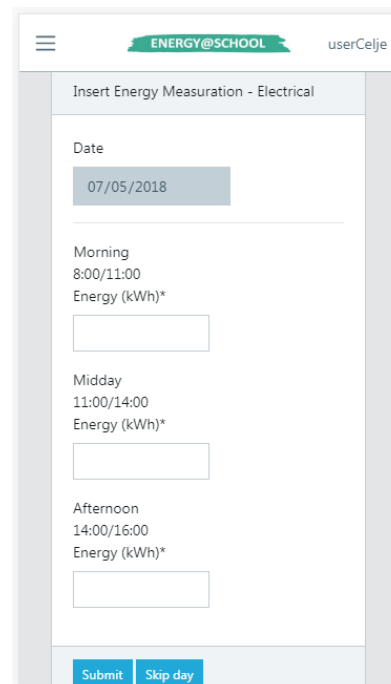 ENERGY@SCHOOL
userCelje
Insert Energy Measuration - Electrical
Date
07/05/2018
Morning
8:00/11:00
Energy (kWh)*
Midday
11:00/14:00
Energy (kWh)*
Afternoon
14:00/16:00
Energy (kWh)*
Submit
Skip day